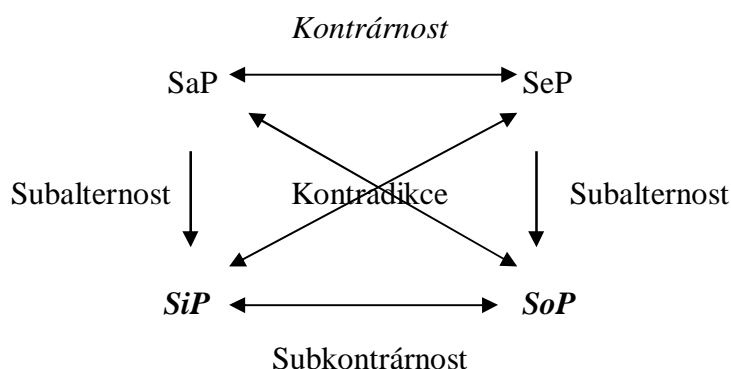 Kontrárnost
SaP SeP
Subalternost Kontradikce Subalternost
SiP SoP
Subkontrárnost